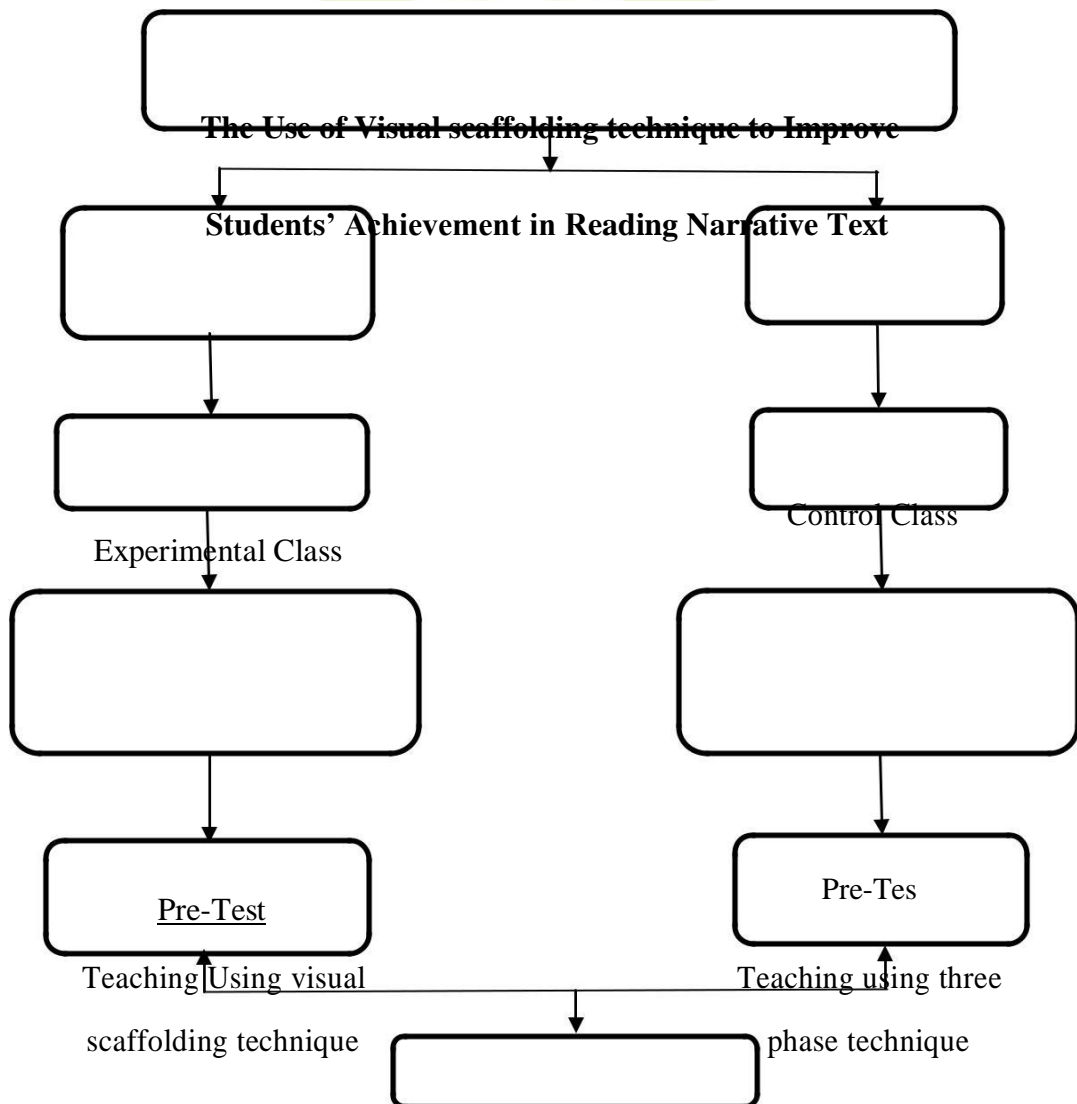 The Use of Visual scaffolding technique to Improve
Students’ Achievement in Reading Narrative Text
Control Class
Experimental Class
Pre-Test
Pre-Tes
Teaching Using visual
scaffolding technique
Teaching using three
phase technique